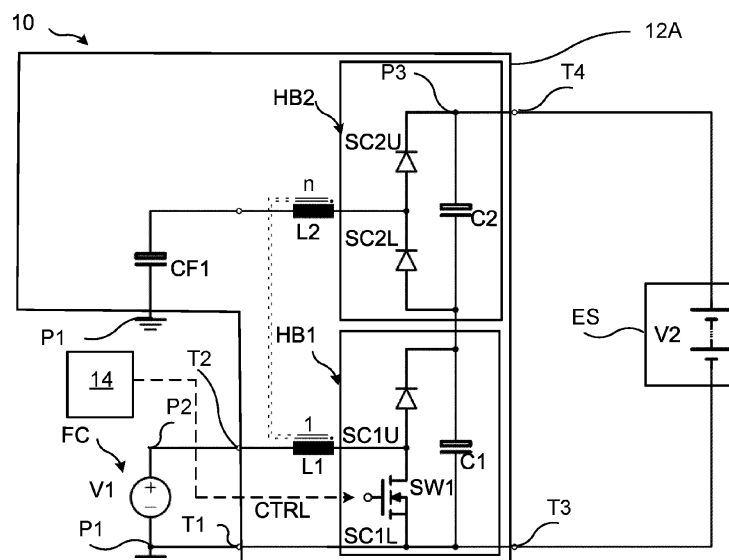 10
12A
P3
T4
HB2
SC2U
n
L2
C2
SC2L
CF1
P1
ES
V2
HB1
T2
14
P2
1
SC1U
FC
L1
C1
SW1
V1
CTRL
P1
T1
SC1L
T3